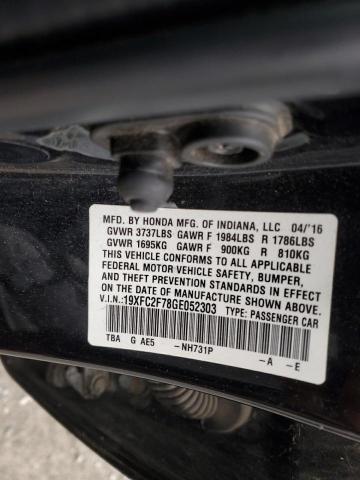 MFD. BY HONDA MFG. OF INDIANA, LLC 04/'16
GVWR 3737LBS GAWR F 1984LBS R 1786LBS
GVWR 1695KG GAWR F 900KG R 810KG
THIS VEHICLE CONFORMS TO ALL APPLICABLE
FEDERAL MOTOR VEHICLE SAFETY, BUMPER,
AND THEFT PREVENTION STANDARDS IN EFFECT
ON THE DATE OF MANUFACTURE SHOWN ABOVE.
V.I.N.:19XFC2F78GE052303 TYPE: PASSENGER CAR
TBA G AE5 -NH731P -A -E